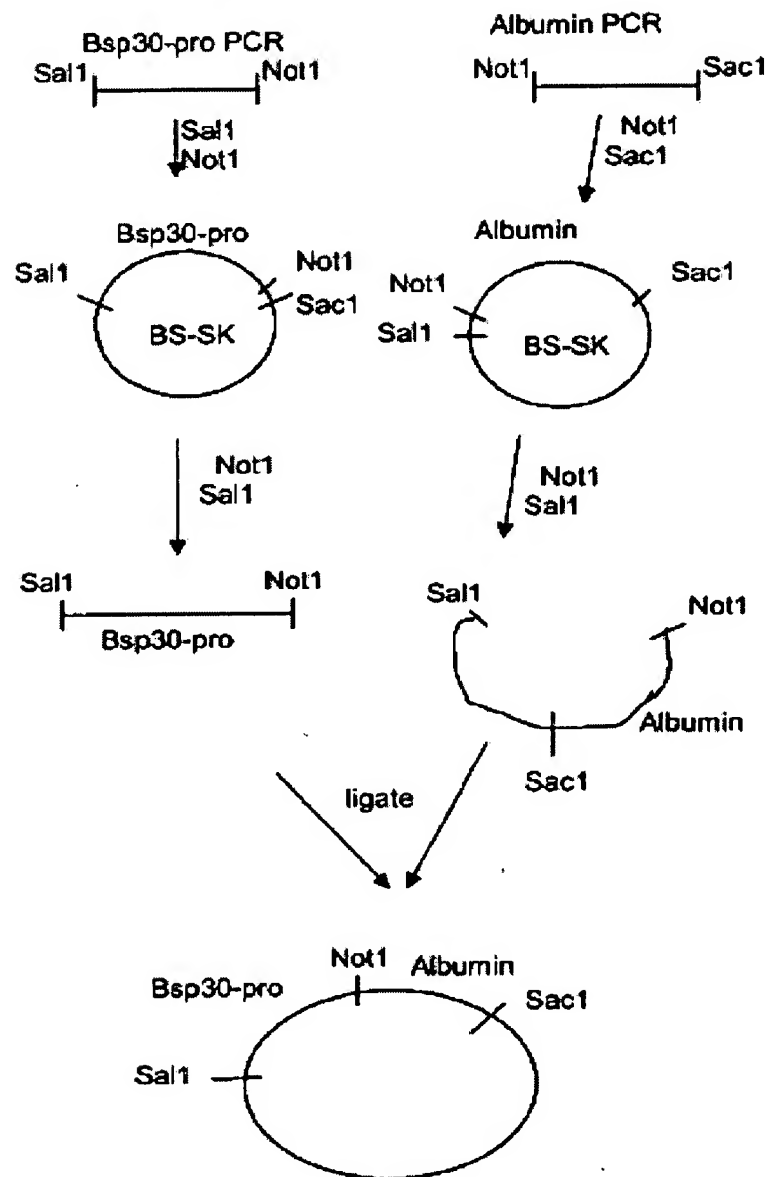 Bsp30-pro PCR
Sal1
Not1
Albumin PCR
Not1
Sac1
Sal1
Not1
Not1
Sac1
Bsp30-pro
Sal1
Not1
Sac1
BS-SK
Albumin
Not1
Sal1
Sac1
BS-SK
Not1
Sal1
Not1
Sal1
Sal1
Not1
Bsp30-pro
Sal1
Not1
Albumin
Sac1
ligate
Bsp30-pro
Not1
Albumin
Sac1
Sal1